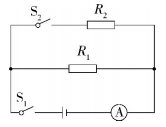 S₂ R₂
R₁
S₁ A